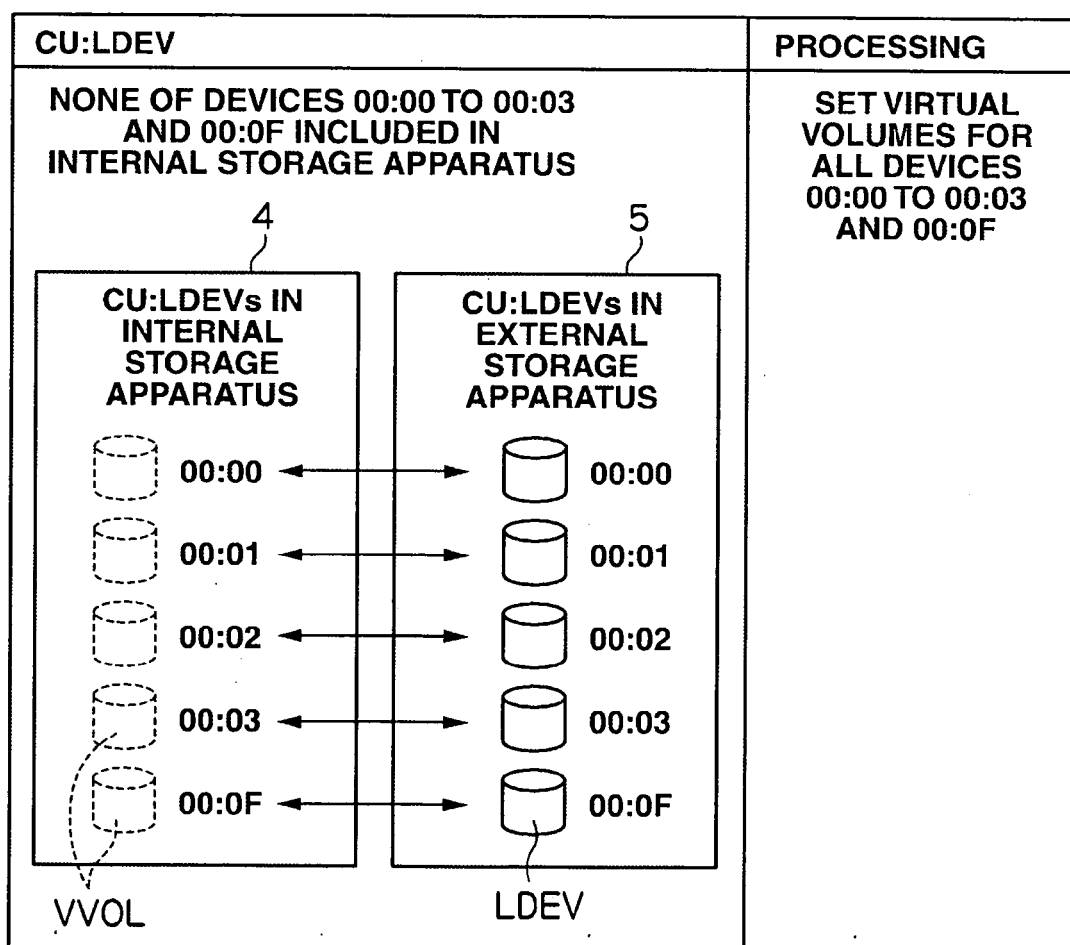 CU:LDEV
PROCESSING
NONE OF DEVICES 00:00 TO 00:03
AND 00:0F INCLUDED IN
INTERNAL STORAGE APPARATUS
SET VIRTUAL
VOLUMES FOR
ALL DEVICES
00:00 TO 00:03
AND 00:0F
4
5
CU:LDEVs IN
INTERNAL
STORAGE
APPARATUS
CU:LDEVs IN
EXTERNAL
STORAGE
APPARATUS
00:00
00:00
00:01
00:01
00:02
00:02
00:03
00:03
00:0F
00:0F
VVOL
LDEV